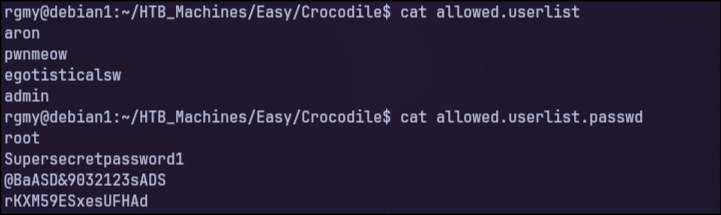 rgmy@debian1:~/HTB_Machines/Easy/Crocodile$ cat allowed.userlist
aron
pwnmeow
egotisticalsw
admin
rgmy@debian1:~/HTB_Machines/Easy/Crocodile$ cat allowed.userlist.passwd
root
Supersecretpassword1
@BaASD&9032123sADS
rKXM59ESxesUFHAd